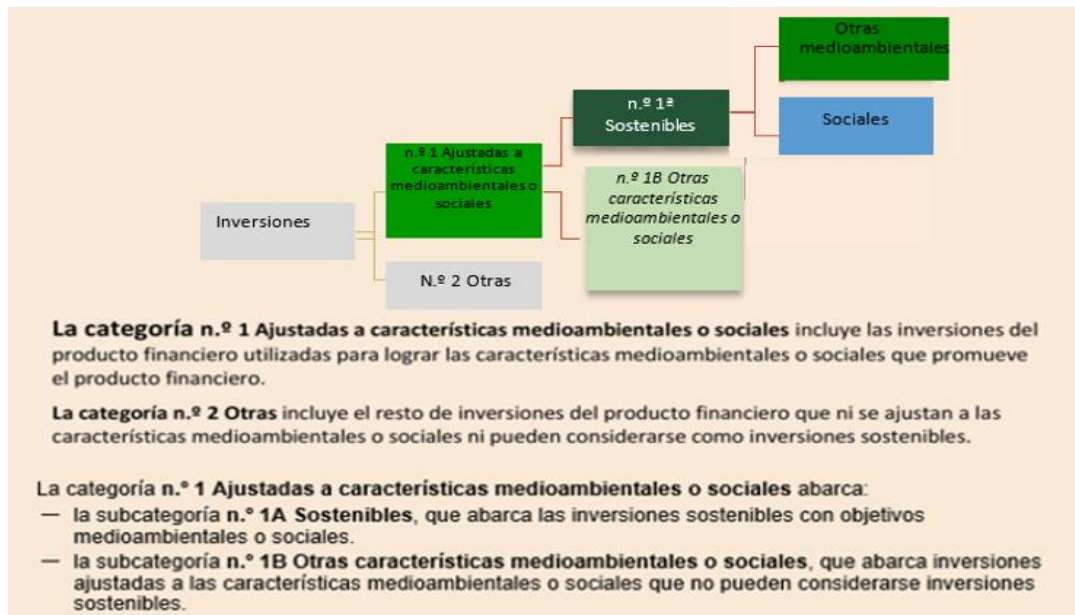 Otras
medioambientales
n.º 1ª
Sostenibles
Sociales
n.º 1 Ajustadas a
características
medioambientales o
sociales
n.º 1B Otras
características
medioambientales o
sociales
Inversiones
N.º 2 Otras
La categoría n.º 1 Ajustadas a características medioambientales o sociales incluye las inversiones del
producto financiero utilizadas para lograr las características medioambientales o sociales que promueve
el producto financiero.
La categoría n.º 2 Otras incluye el resto de inversiones del producto financiero que ni se ajustan a las
características medioambientales o sociales ni pueden considerarse como inversiones sostenibles.
La categoría n.º 1 Ajustadas a características medioambientales o sociales abarca:
— la subcategoría n.º 1A Sostenibles, que abarca las inversiones sostenibles con objetivos
medioambientales o sociales.
— la subcategoría n.º 1B Otras características medioambientales o sociales, que abarca inversiones
ajustadas a las características medioambientales o sociales que no pueden considerarse inversiones
sostenibles.